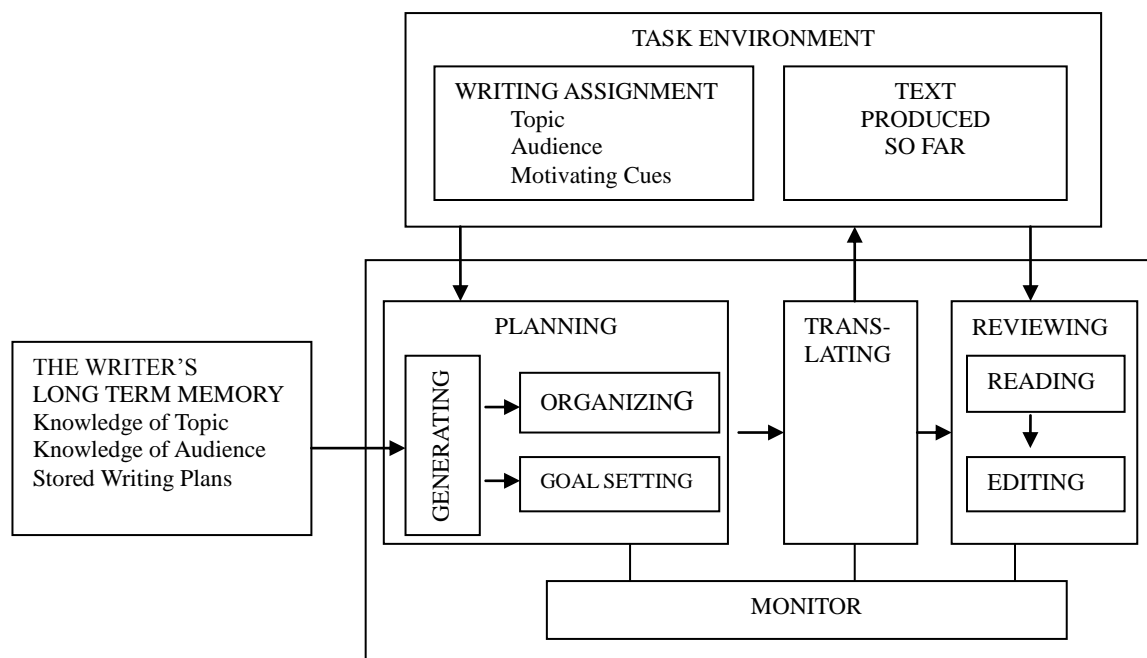 TASK ENVIRONMENT
WRITING ASSIGNMENT
Topic
Audience
Motivating Cues
TEXT
PRODUCED
SO FAR
THE WRITER’S
LONG TERM MEMORY
Knowledge of Topic
Knowledge of Audience
Stored Writing Plans
PLANNING
GENERATING
ORGANIZING
GOAL SETTING
TRANS-
LATING
REVIEWING
READING
EDITING
MONITOR